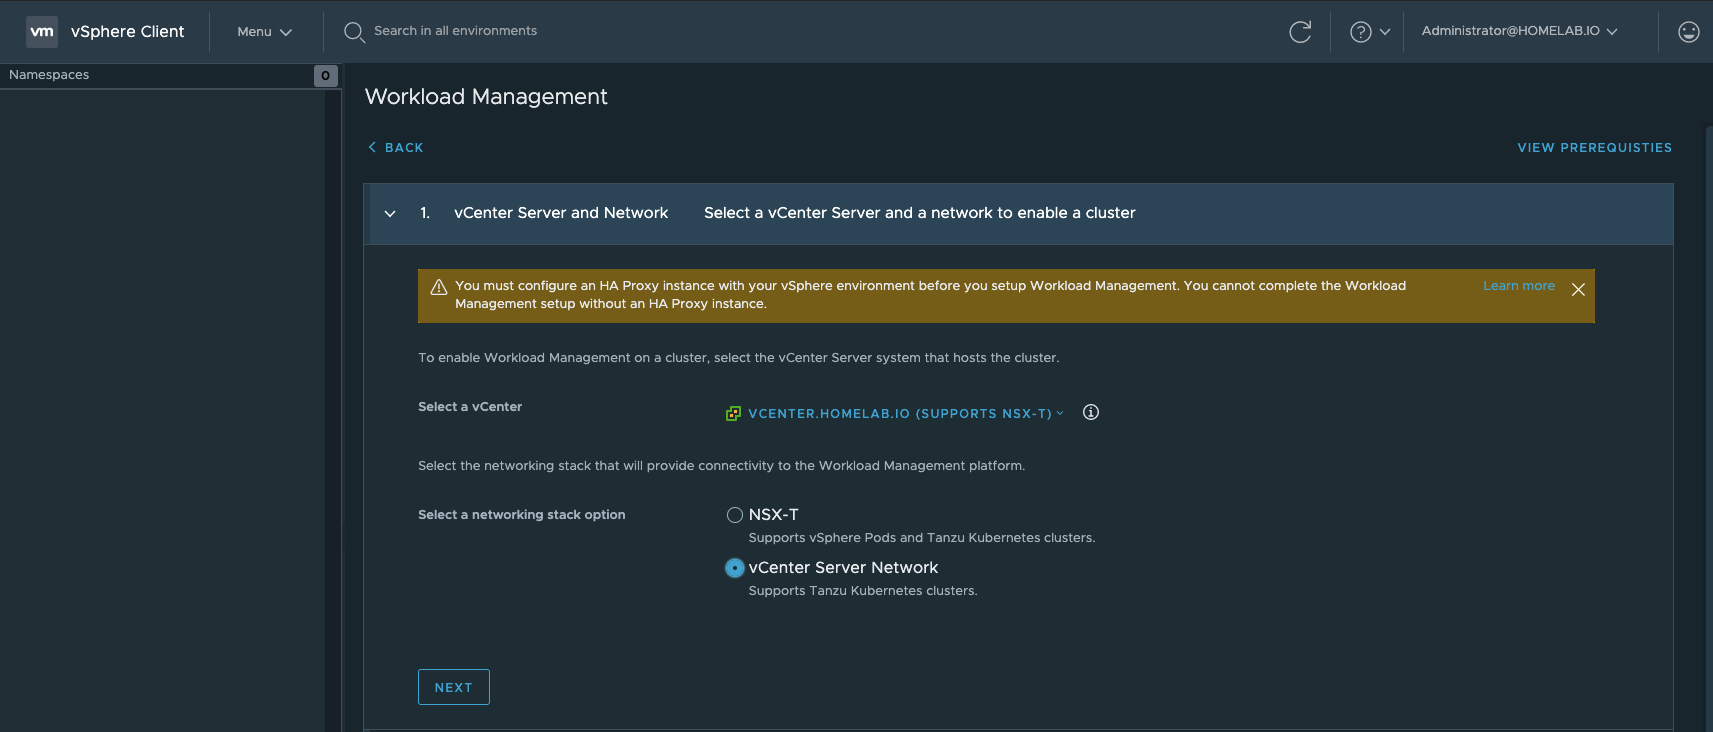 vm vSphere Client Menu Search in all environments Administrator@HOMELAB.IO
Namespaces 0
Workload Management
BACK VIEW PREREQUISTIES
1. vCenter Server and Network Select a vCenter Server and a network to enable a cluster
You must configure an HA Proxy instance with your vSphere environment before you setup Workload Management. You cannot complete the Workload Learn more
Management setup without an HA Proxy instance.
To enable Workload Management on a cluster, select the vCenter Server system that hosts the cluster.
Select a vCenter VCENTER.HOMELAB.IO (SUPPORTS NSX-T)
Select the networking stack that will provide connectivity to the Workload Management platform.
Select a networking stack option NSX-T
Supports vSphere Pods and Tanzu Kubernetes clusters.
vCenter Server Network
Supports Tanzu Kubernetes clusters.
NEXT